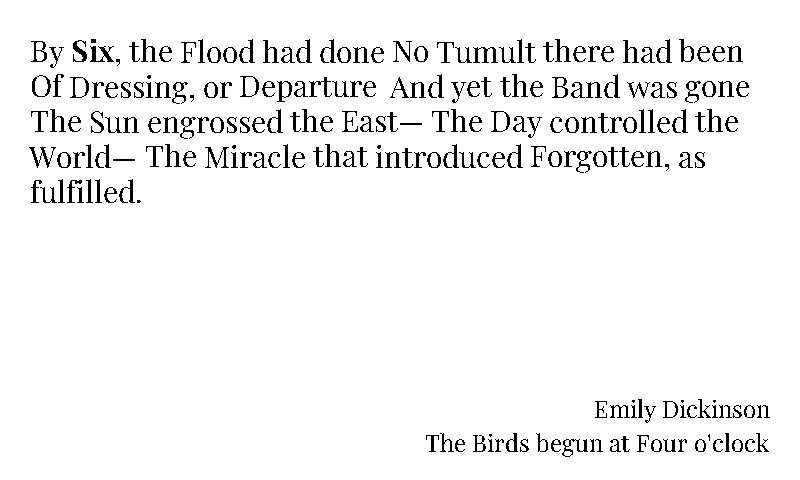 By Six, the Flood had done No Tumult there had been
Of Dressing, or Departure  And yet the Band was gone
The Sun engrossed the East— The Day controlled the
World— The Miracle that introduced Forgotten, as
fulfilled.
Emily Dickinson
The Birds begun at Four o'clock